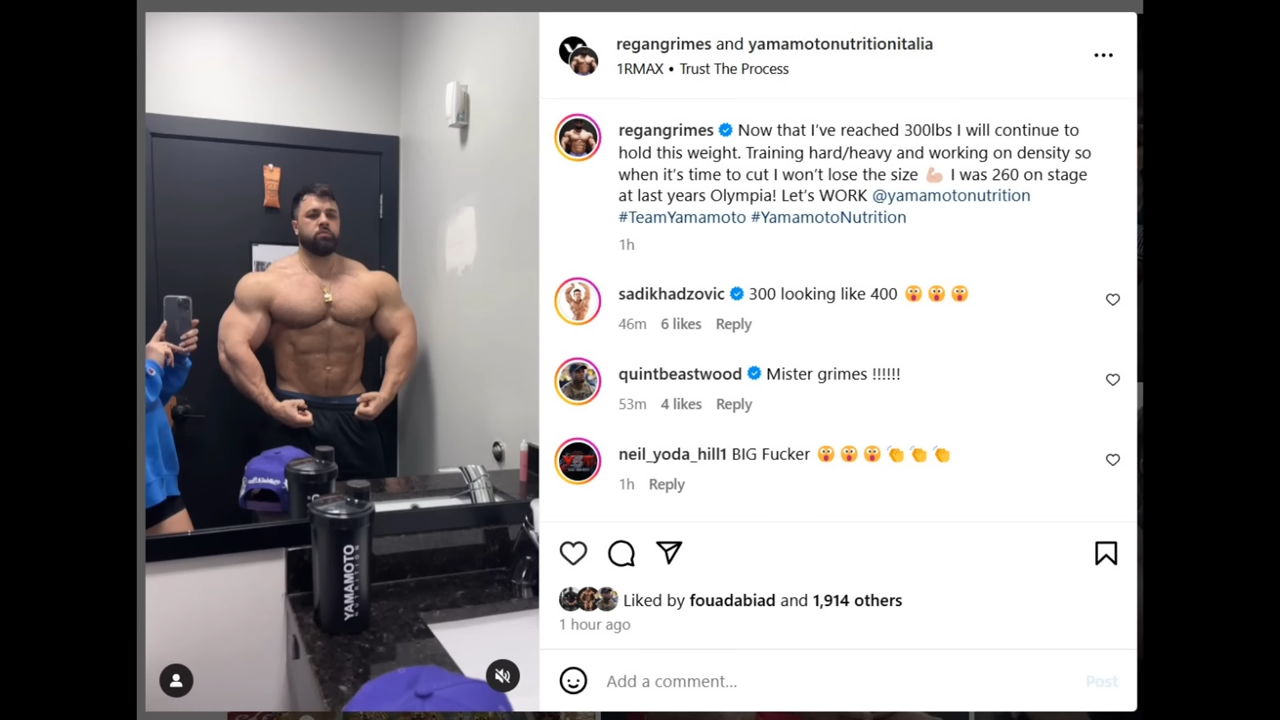 regangrimes and yamamotonutritionitalia
1RMAX • Trust The Process
regangrimes Now that I’ve reached 300lbs I will continue to
hold this weight. Training hard/heavy and working on density so
when it’s time to cut I won’t lose the size 💪🏻 I was 260 on stage
at last years Olympia! Let’s WORK @yamamotonutrition
#TeamYamamoto #YamamotoNutrition
1h
sadikhadzovic 300 looking like 400 😲 😲 😲
46m 6 likes Reply
quintbeastwood Mister grimes !!!!!!
53m 4 likes Reply
neil_yoda_hill1 BIG Fucker 😲 😲 😲 👏 👏 👏
1h Reply
Liked by fouadabiad and 1,914 others
1 hour ago
Add a comment...
Post
YAMAMOTO
NUTRITION